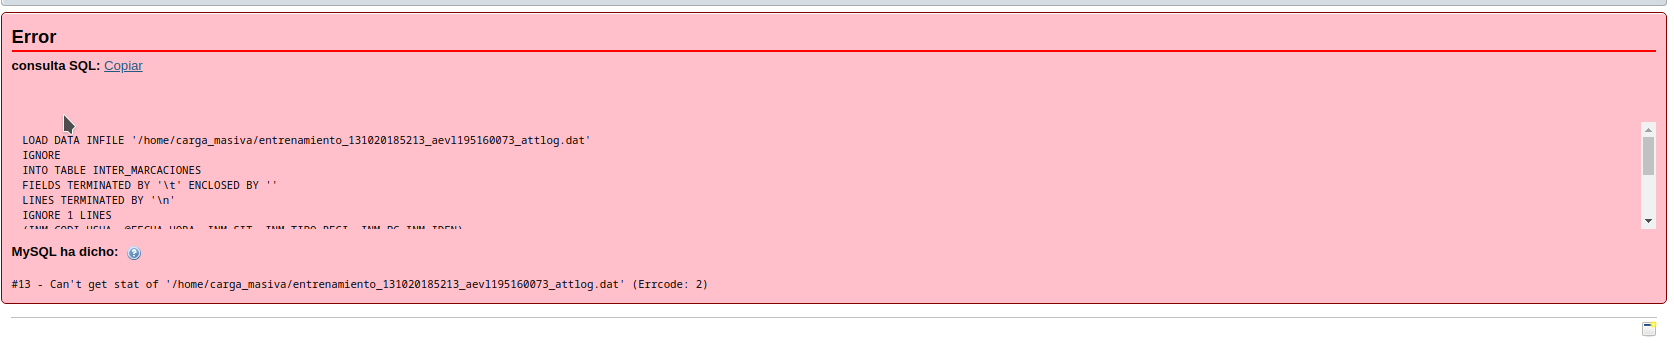 Error
consulta SQL: Copiar
LOAD DATA INFILE '/home/carga_masiva/entrenamiento_131020185213_aevl195160073_attlog.dat'
IGNORE
INTO TABLE INTER_MARCACIONES
FIELDS TERMINATED BY '\t' ENCLOSED BY ''
LINES TERMINATED BY '\n'
IGNORE 1 LINES
MySQL ha dicho:
#13 - Can't get stat of '/home/carga_masiva/entrenamiento_131020185213_aevl195160073_attlog.dat' (Errcode: 2)